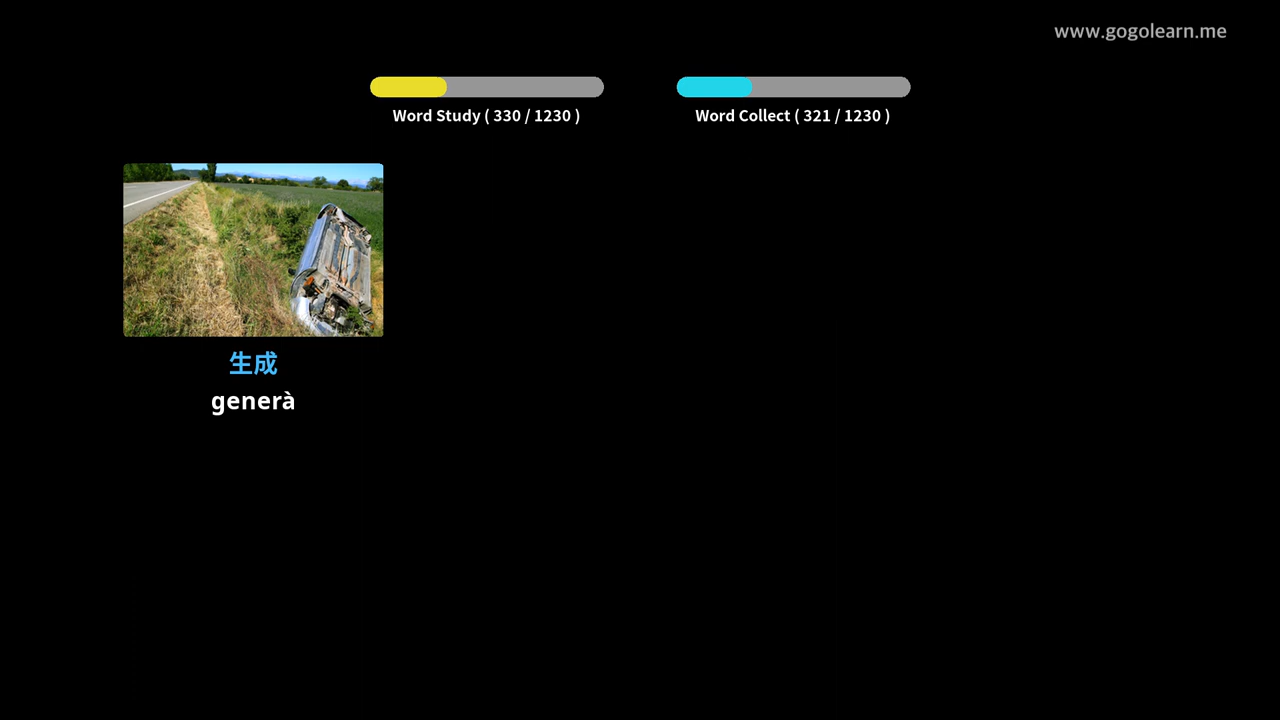 www.gogolearn.me
Word Study ( 330 / 1230 )
Word Collect ( 321 / 1230 )
生成
generà